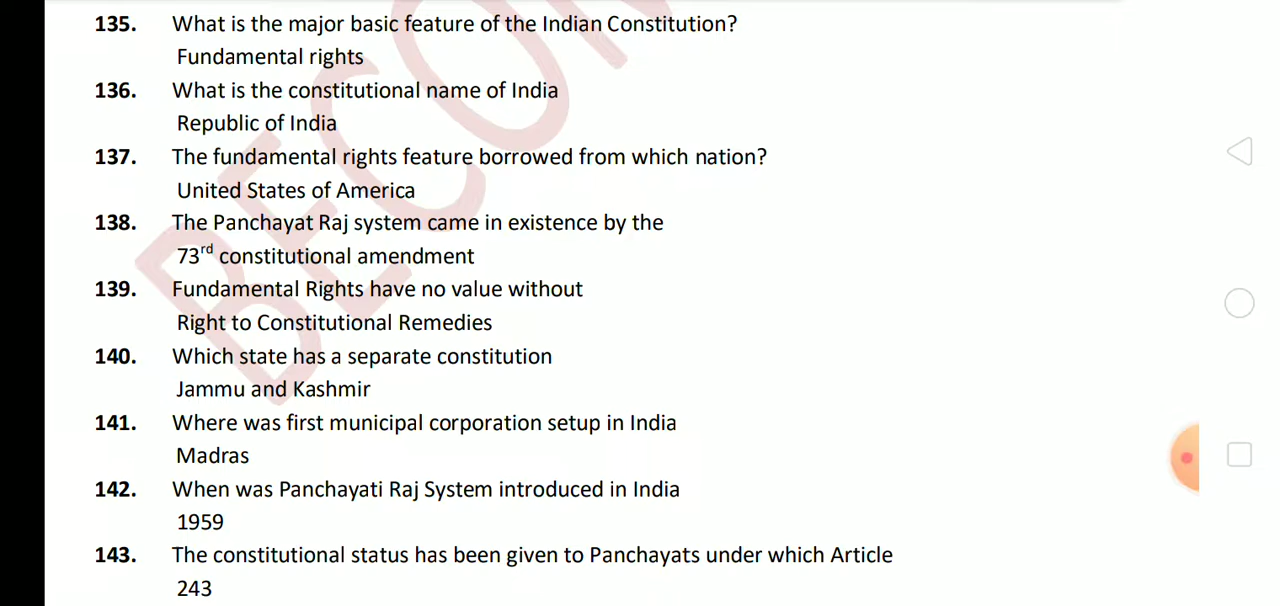 135. What is the major basic feature of the Indian Constitution?
Fundamental rights
136. What is the constitutional name of India
Republic of India
137. The fundamental rights feature borrowed from which nation?
United States of America
138. The Panchayat Raj system came in existence by the
73rd constitutional amendment
139. Fundamental Rights have no value without
Right to Constitutional Remedies
140. Which state has a separate constitution
Jammu and Kashmir
141. Where was first municipal corporation setup in India
Madras
142. When was Panchayati Raj System introduced in India
1959
143. The constitutional status has been given to Panchayats under which Article
243